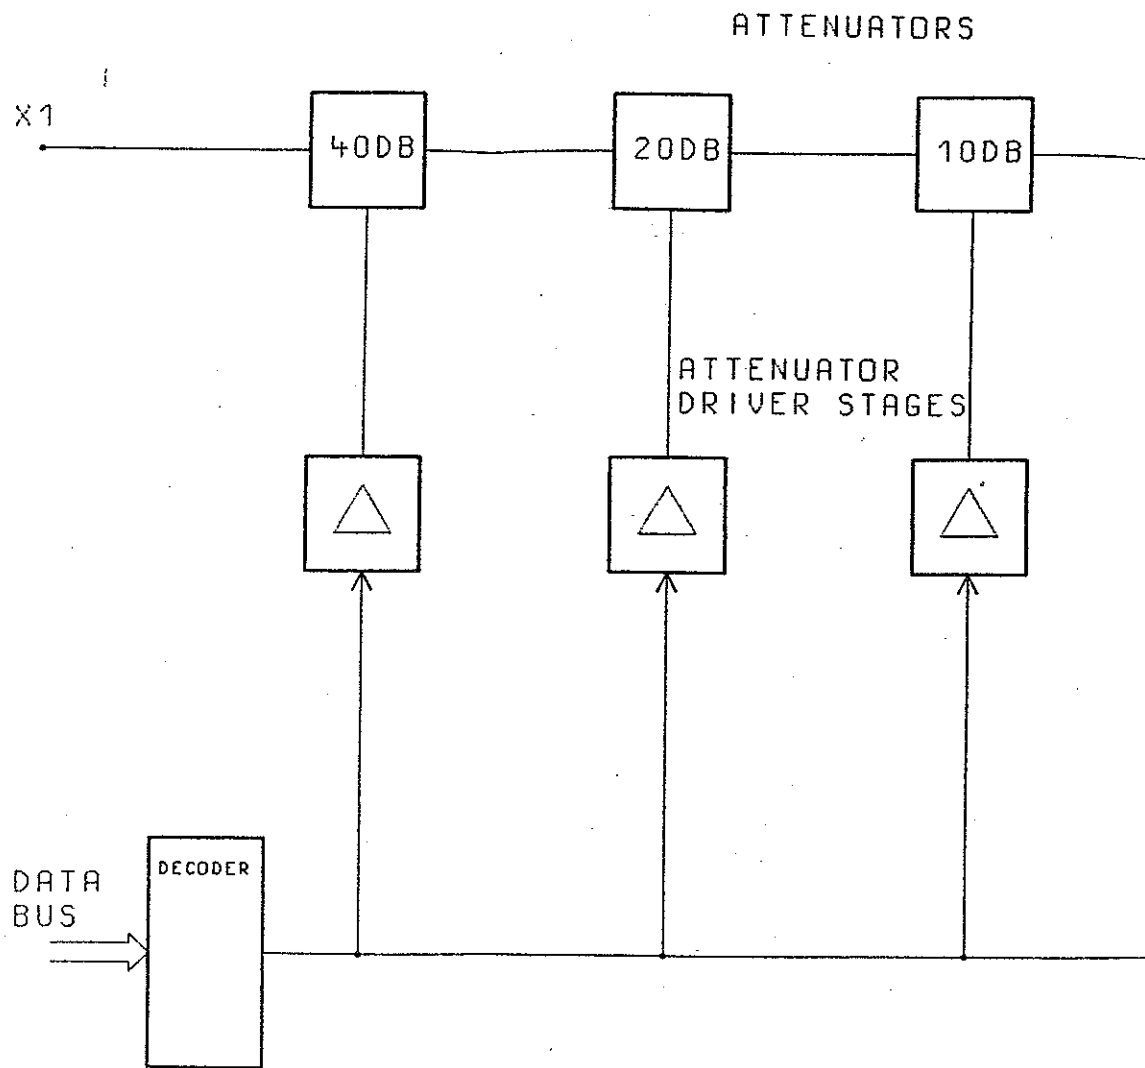 ATTENUATORS
X1
40DB
20DB
10DB
ATTENUATOR
DRIVER STAGES
DECODER
DATA
BUS